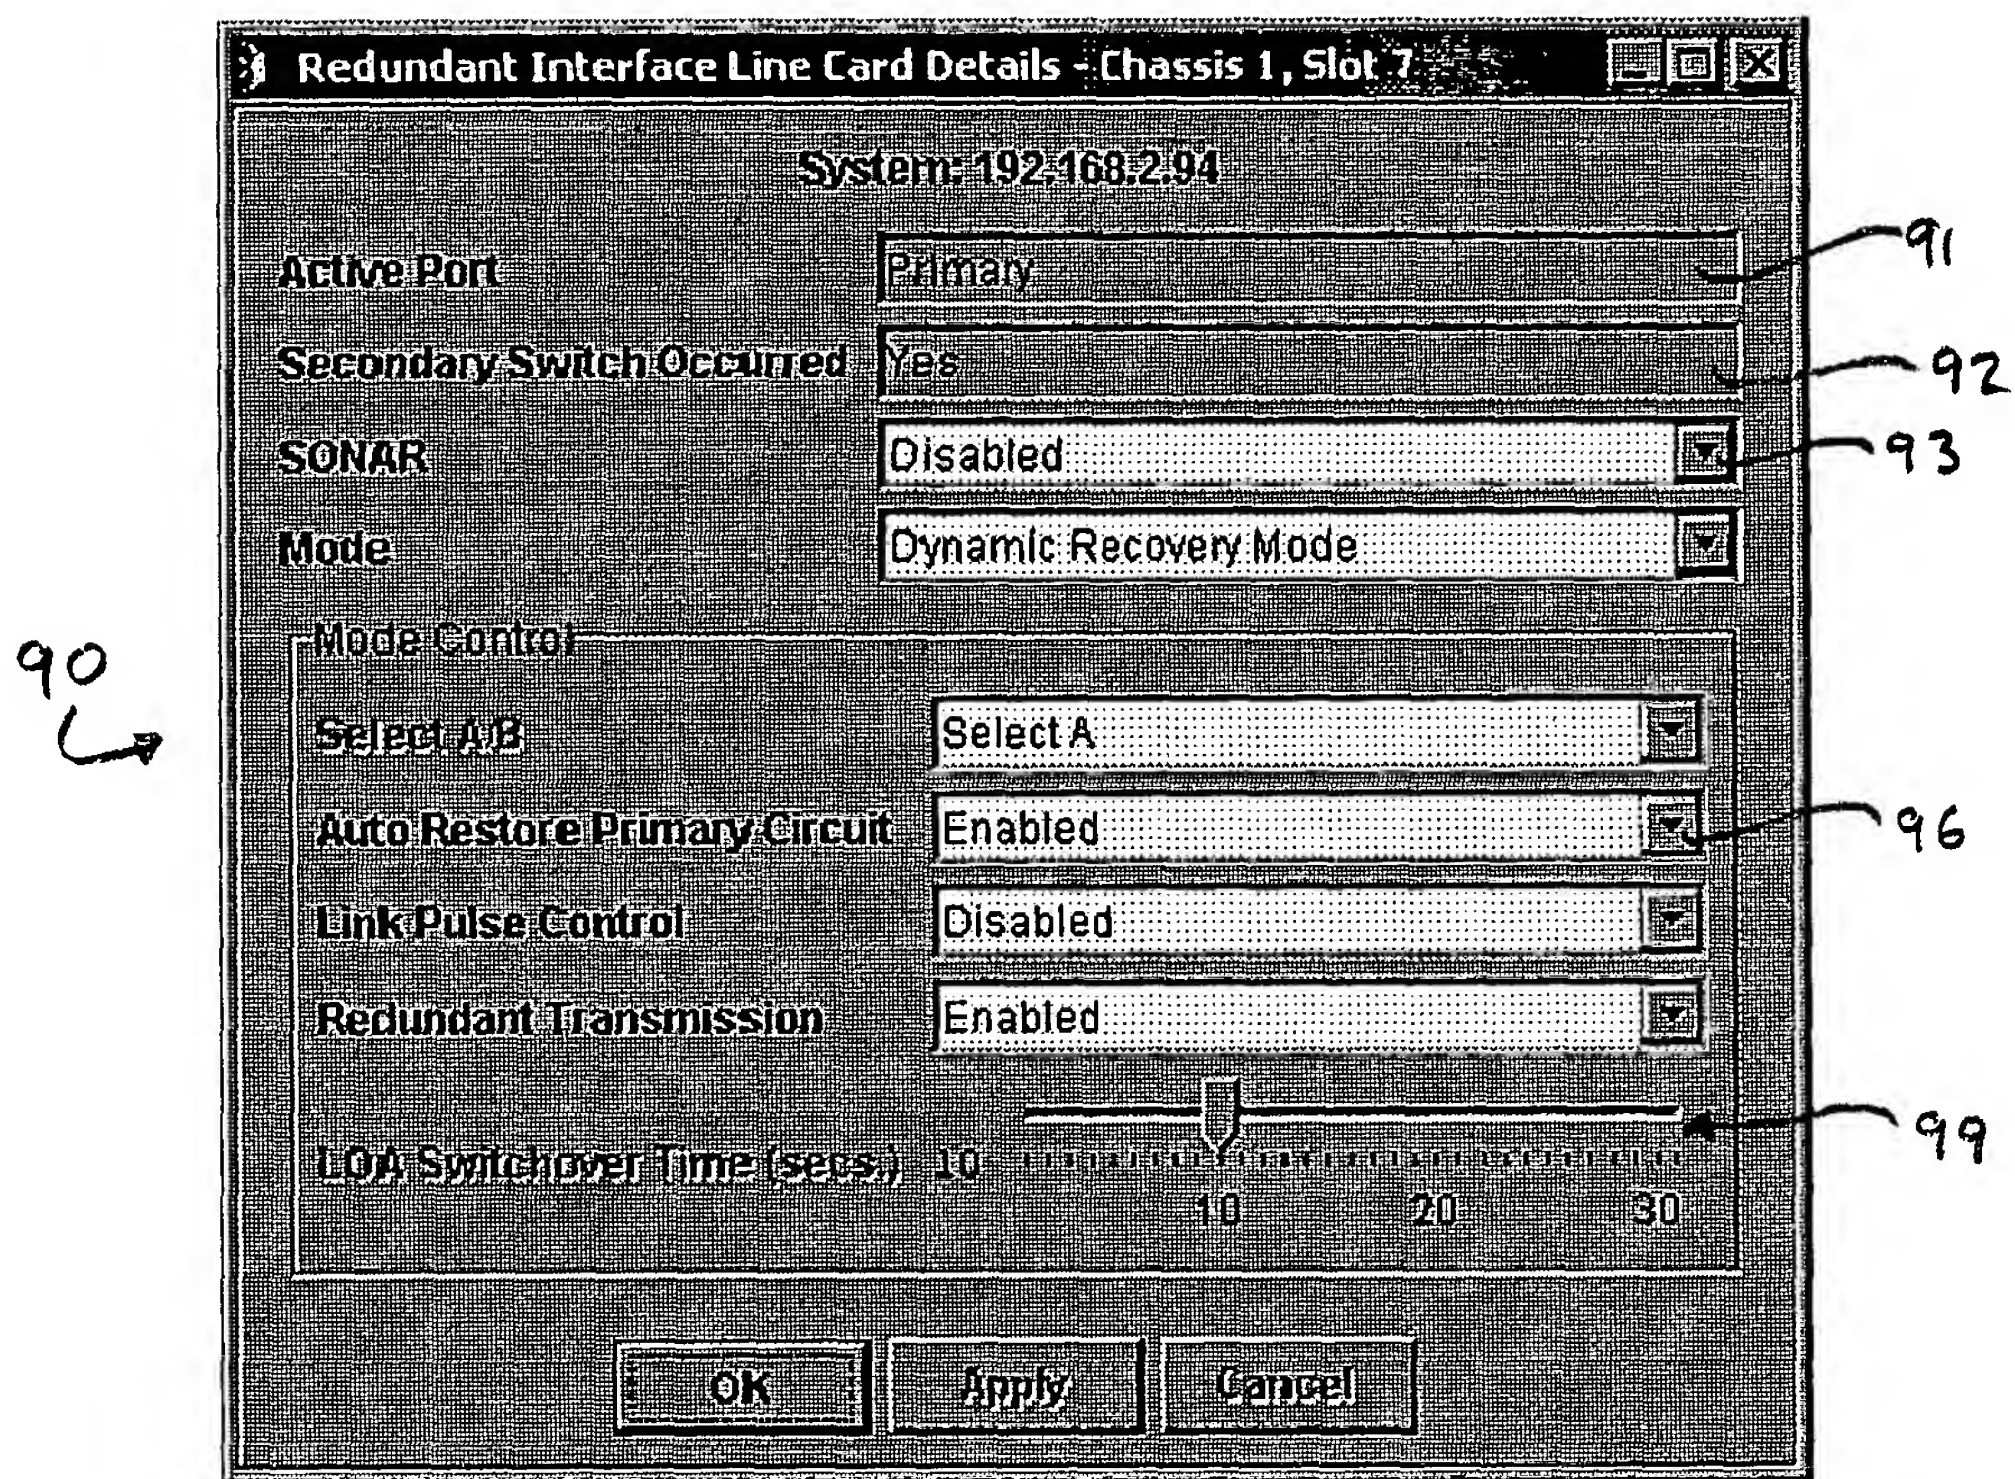 Redundant Interface Line Card Details - Chassis 1, Slot 7
System: 192.168.2.94
Active Port Primary 91
Secondary Switch Occurred Yes 92
SONAR Disabled 93
Mode Dynamic Recovery Mode
Mode Control
90
Select A/B Select A
Auto Restore Primary Circuit Enabled 96
Link Pulse Control Disabled
Redundant Transmission Enabled
99
LOA Switchover Time (secs.) 10
10 20 30
OK Apply Cancel